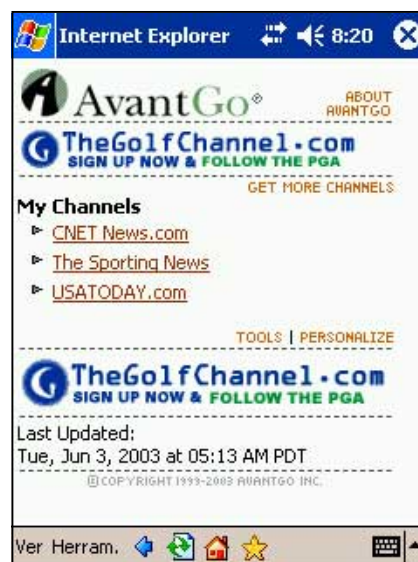 Internet Explorer 8:20
AvantGo®
ABOUT
AVANTGO
TheGolfChannel.com
SIGN UP NOW & FOLLOW THE PGA
GET MORE CHANNELS
My Channels
CNET News.com
The Sporting News
USATODAY.com
TOOLS | PERSONALIZE
TheGolfChannel.com
SIGN UP NOW & FOLLOW THE PGA
Last Updated:
Tue, Jun 3, 2003 at 05:13 AM PDT
©COPYRIGHT 1999-2003 AVANTGO INC.
Ver Herram.